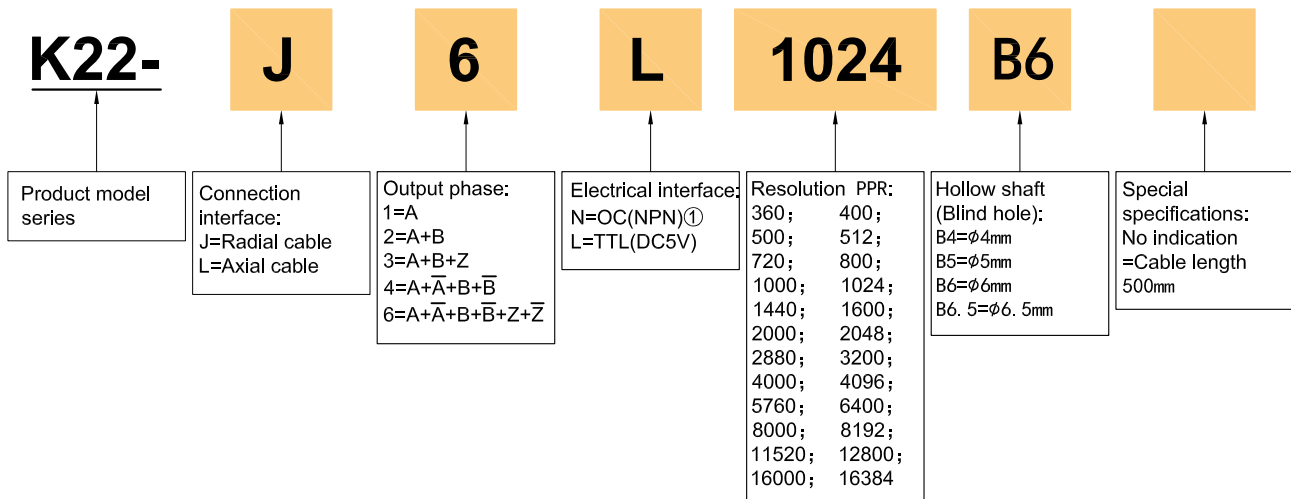 K22- J 6 L 1024 B6
Product model
series
Connection
interface:
J=Radial cable
L=Axial cable
Output phase:
1=A
2=A+B
3=A+B+Z
4=A+A̅+B+B̅
6=A+A̅+B+B̅+Z+Z̅
Electrical interface:
N=OC(NPN)①
L=TTL(DC5V)
Resolution PPR:
360; 400;
500; 512;
720; 800;
1000; 1024;
1440; 1600;
2000; 2048;
2880; 3200;
4000; 4096;
5760; 6400;
8000; 8192;
11520; 12800;
16000; 16384
Hollow shaft
(Blind hole):
B4=ϕ4mm
B5=ϕ5mm
B6=ϕ6mm
B6.5=ϕ6.5mm
Special
specifications:
No indication
=Cable length
500mm